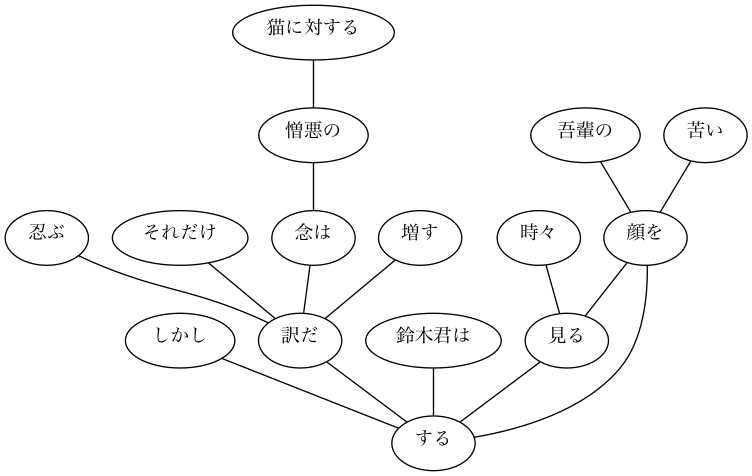 猫に対する
憎悪の
吾輩の
苦い
忍ぶ
それだけ
念は
増す
時々
顔を
しかし
訳だ
鈴木君は
見る
する